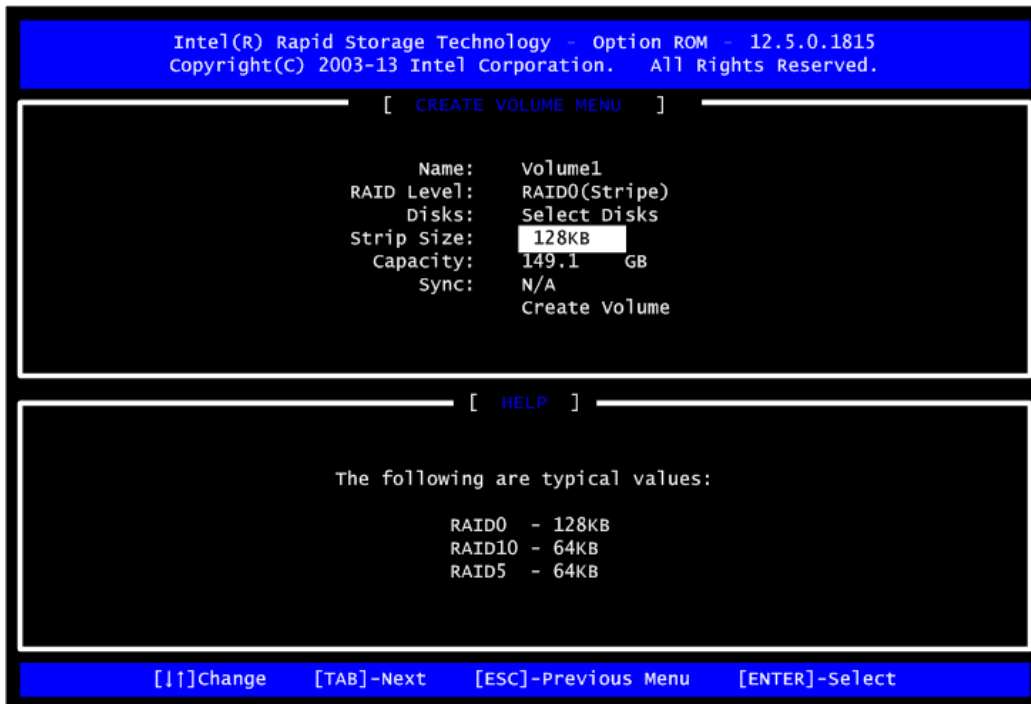 Intel(R) Rapid Storage Technology - Option ROM - 12.5.0.1815
Copyright(C) 2003-13 Intel Corporation. All Rights Reserved.
[ CREATE VOLUME MENU ]
Name: Volume1
RAID Level: RAID0(Stripe)
Disks: Select Disks
Strip Size: 128KB
Capacity: 149.1 GB
Sync: N/A
Create Volume
[ HELP ]
The following are typical values:
RAID0 - 128KB
RAID10 - 64KB
RAID5 - 64KB
[↓↑]Change [TAB]-Next [ESC]-Previous Menu [ENTER]-Select